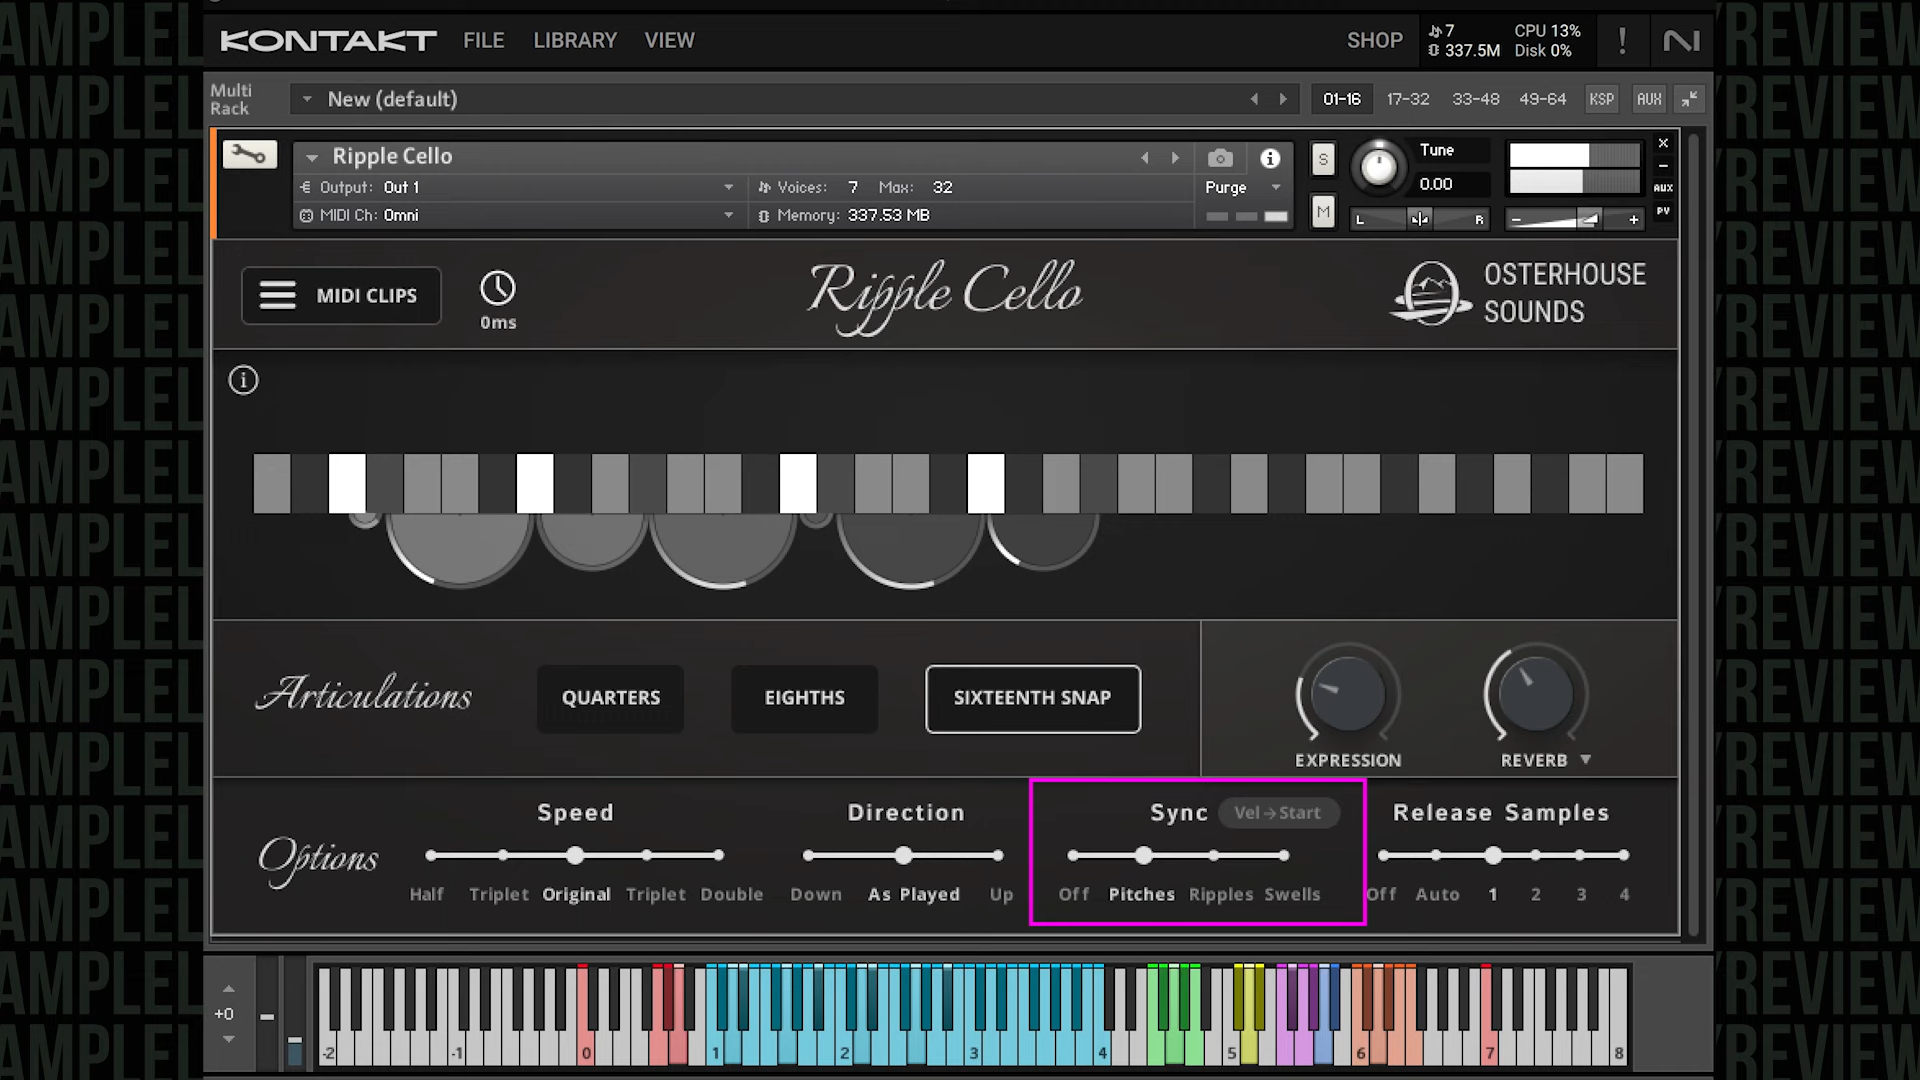 KONTAKT FILE LIBRARY VIEW SHOP 7 CPU 13%
337.5M Disk 0%
Multi
Rack
New (default) 01-16 17-32 33-48 49-64 KSP AUX
Ripple Cello
Output: Out 1 Voices: 7 Max: 32 Purge
MIDI Ch: Omni Memory: 337.53 MB
S
M
Tune
0.00
L R
- +
x
AUX
PV
MIDI CLIPS
0ms
Ripple Cello
OSTERHOUSE
SOUNDS
i
Articulations QUARTERS EIGHTHS SIXTEENTH SNAP
EXPRESSION REVERB
Options
Speed
Half Triplet Original Triplet Double
Direction
Down As Played Up
Sync Vel→Start
Off Pitches Ripples Swells
Release Samples
Off Auto 1 2 3 4
+0
-2 -1 0 1 2 3 4 5 6 7 8